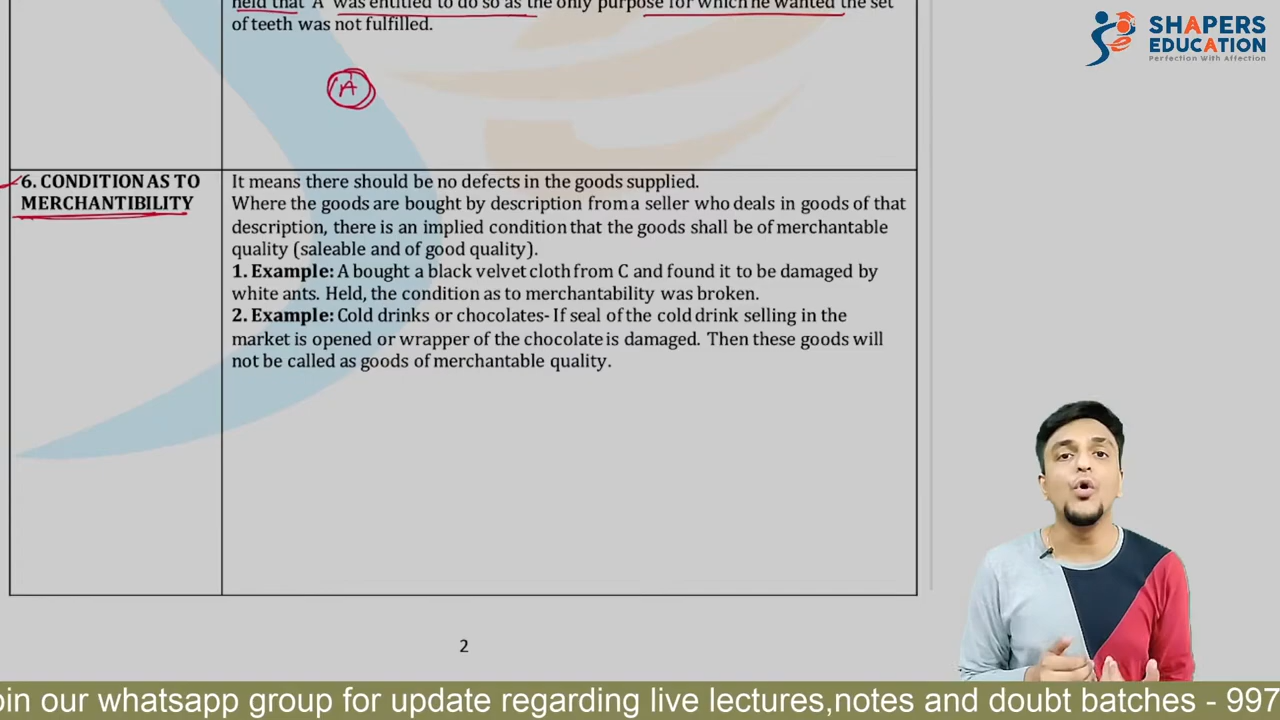 held that 'A' was entitled to do so as the only purpose for which he wanted the set
of teeth was not fulfilled.
A
6. CONDITION AS TO
MERCHANTIBILITY
It means there should be no defects in the goods supplied.
Where the goods are bought by description from a seller who deals in goods of that
description, there is an implied condition that the goods shall be of merchantable
quality (saleable and of good quality).
1. Example: A bought a black velvet cloth from C and found it to be damaged by
white ants. Held, the condition as to merchantability was broken.
2. Example: Cold drinks or chocolates- If seal of the cold drink selling in the
market is opened or wrapper of the chocolate is damaged. Then these goods will
not be called as goods of merchantable quality.
2
SHAPERS
EDUCATION
Perfection With Affection
oin our whatsapp group for update regarding live lectures,notes and doubt batches - 997